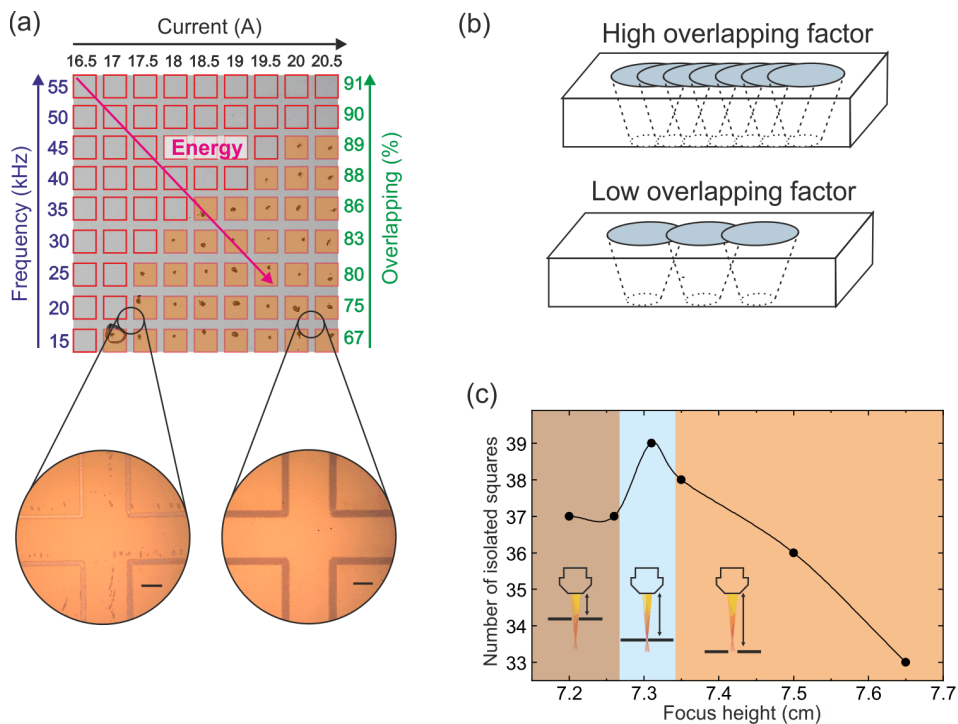 (a)
Current (A)
16.5 17 17.5 18 18.5 19 19.5 20 20.5
Frequency (kHz)
55
50
45
40
35
30
25
20
15
Energy
91
90
89
88
86
83
80
75
67
Overlapping (%)
(b)
High overlapping factor
Low overlapping factor
(c)
Number of isolated squares
39
38
37
36
34
33
7.2 7.3 7.4 7.5 7.6 7.7
Focus height (cm)